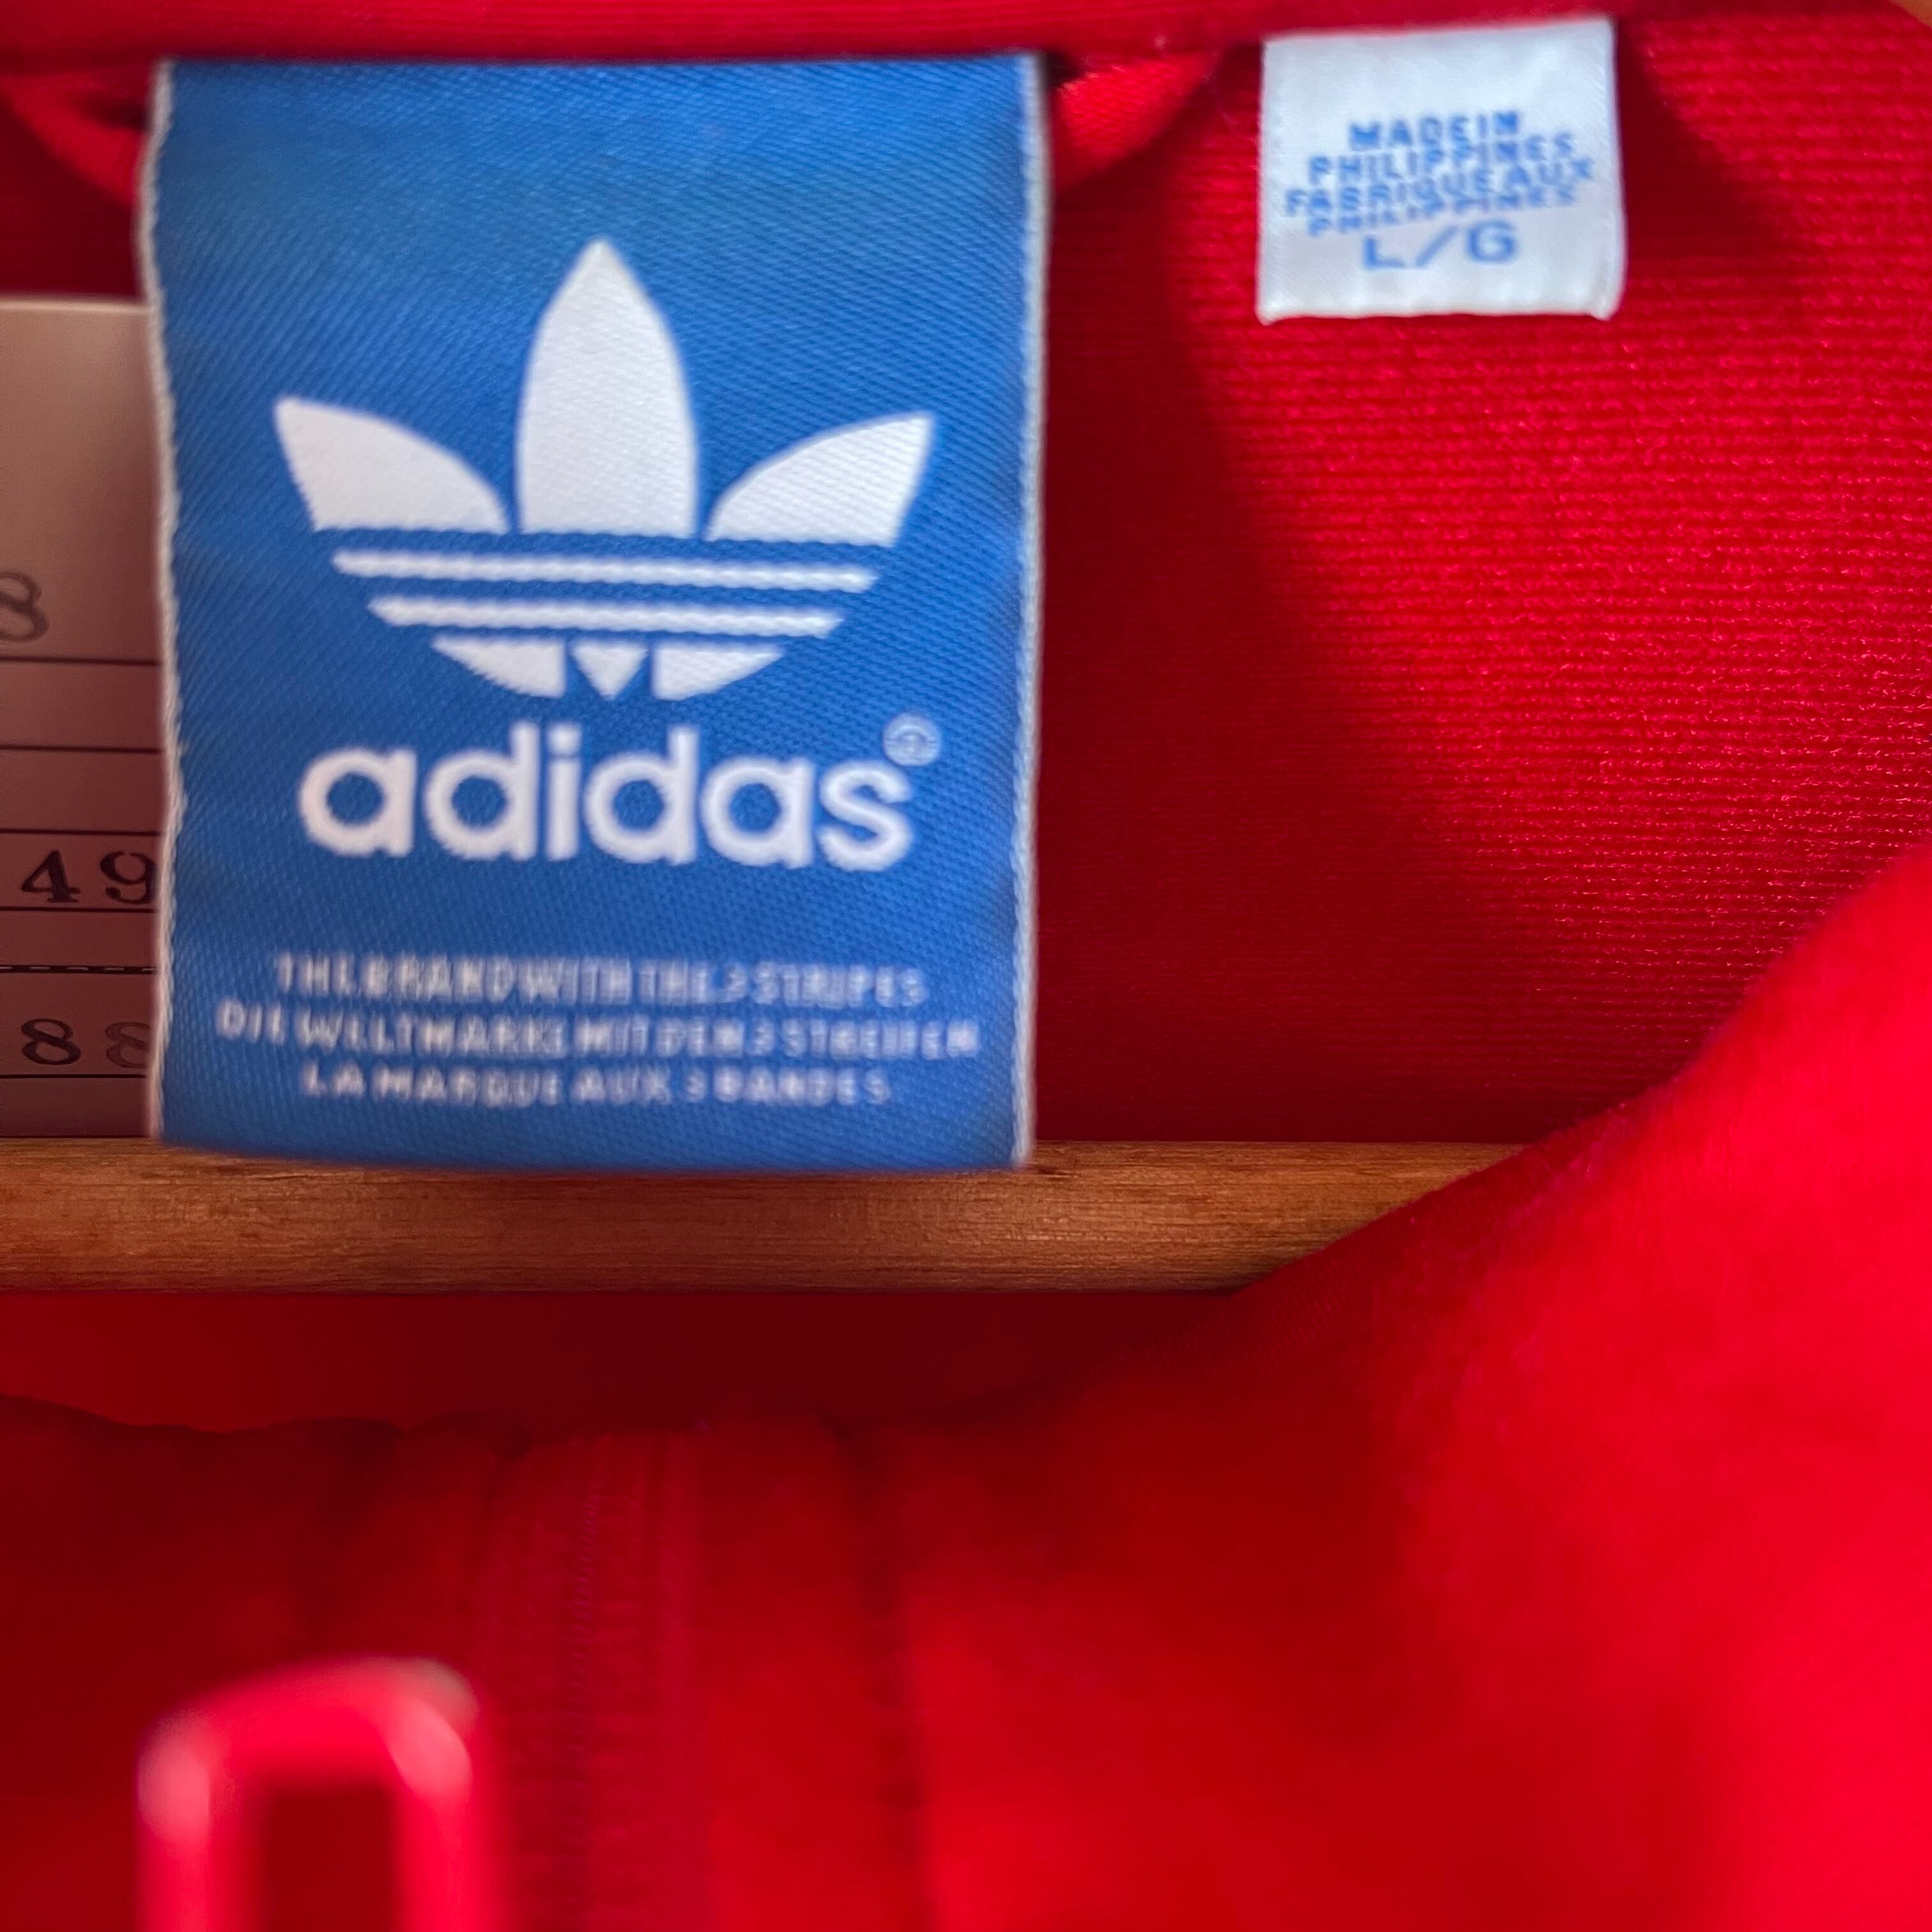 adidas®
THE BRAND WITH THE 3 STRIPES
DIE WELTMARKE MIT DEN 3 STREIFEN
LA MARQUE AUX 3 BANDES
MADE IN
PHILIPPINES
FABRIQUE AUX
PHILIPPINES
L/G
8
49
88